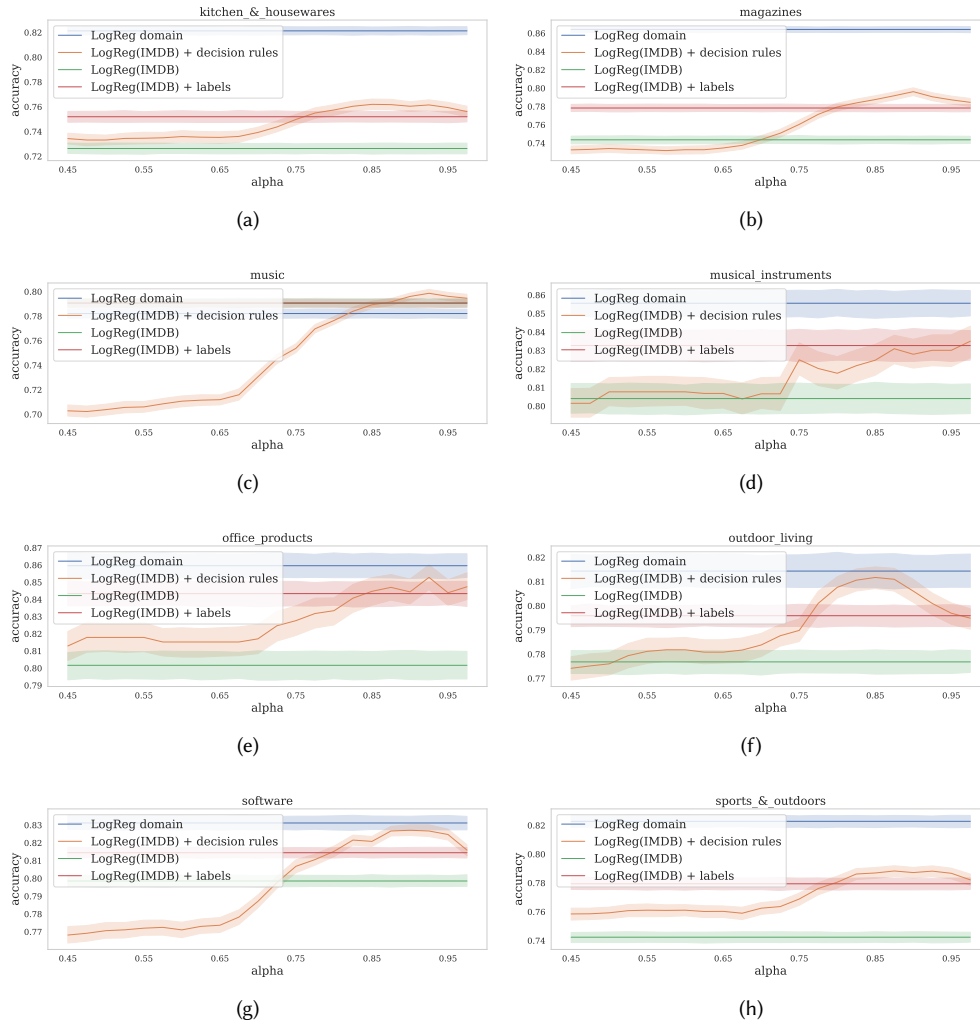 kitchen_&_housewares
accuracy
0.82
0.76
0.74
0.72
LogReg domain
LogReg(IMDB) + decision rules
LogReg(IMDB)
LogReg(IMDB) + labels
0.45 0.55 0.65 0.75 0.85 0.95
alpha
(a)
magazines
accuracy
0.86
0.84
0.82
0.80
0.78
0.76
0.74
LogReg domain
LogReg(IMDB) + decision rules
LogReg(IMDB)
LogReg(IMDB) + labels
0.45 0.55 0.65 0.75 0.85 0.95
alpha
(b)
music
accuracy
0.80
0.78
0.76
0.74
0.72
0.70
LogReg domain
LogReg(IMDB) + decision rules
LogReg(IMDB)
LogReg(IMDB) + labels
0.45 0.55 0.65 0.75 0.85 0.95
alpha
(c)
musical_instruments
accuracy
0.86
0.85
0.84
0.83
0.82
0.81
0.80
LogReg domain
LogReg(IMDB) + decision rules
LogReg(IMDB)
LogReg(IMDB) + labels
0.45 0.55 0.65 0.75 0.85 0.95
alpha
(d)
office_products
accuracy
0.87
0.86
0.85
0.84
0.83
0.82
0.81
0.80
0.79
LogReg domain
LogReg(IMDB) + decision rules
LogReg(IMDB)
LogReg(IMDB) + labels
0.45 0.55 0.65 0.75 0.85 0.95
alpha
(e)
outdoor_living
accuracy
0.82
0.81
0.80
0.79
0.78
0.77
LogReg domain
LogReg(IMDB) + decision rules
LogReg(IMDB)
LogReg(IMDB) + labels
0.45 0.55 0.65 0.75 0.85 0.95
alpha
(f)
software
accuracy
0.83
0.82
0.81
0.80
0.79
0.78
0.77
LogReg domain
LogReg(IMDB) + decision rules
LogReg(IMDB)
LogReg(IMDB) + labels
0.45 0.55 0.65 0.75 0.85 0.95
alpha
(g)
sports_&_outdoors
accuracy
0.82
0.80
0.78
0.76
0.74
LogReg domain
LogReg(IMDB) + decision rules
LogReg(IMDB)
LogReg(IMDB) + labels
0.45 0.55 0.65 0.75 0.85 0.95
alpha
(h)